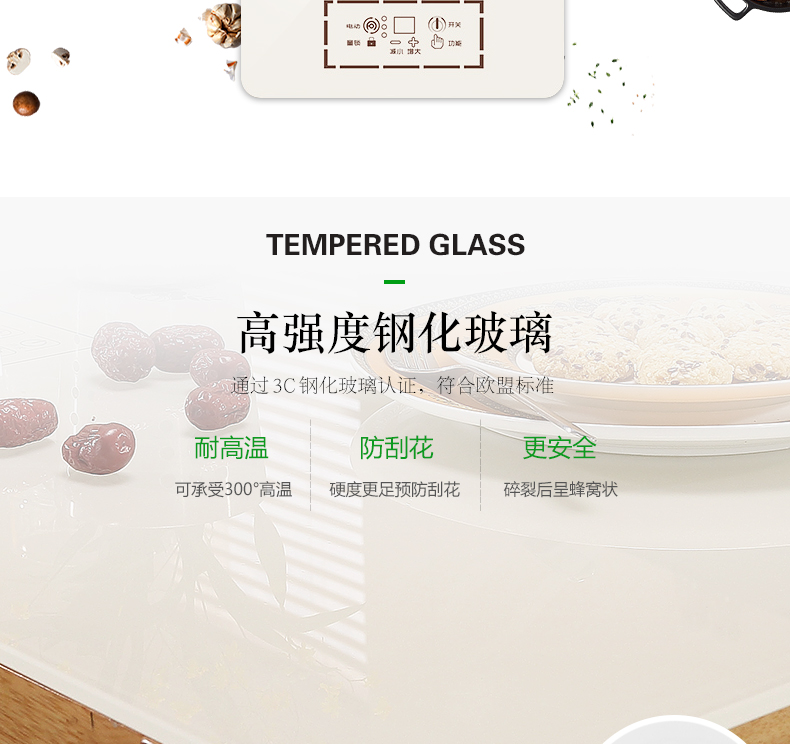 电动 开关
童锁 功能
减小 增大
TEMPERED GLASS
高强度钢化玻璃
通过3C钢化玻璃认证，符合欧盟标准
耐高温 防刮花 更安全
可承受300°高温 硬度更足预防刮花 碎裂后呈蜂窝状